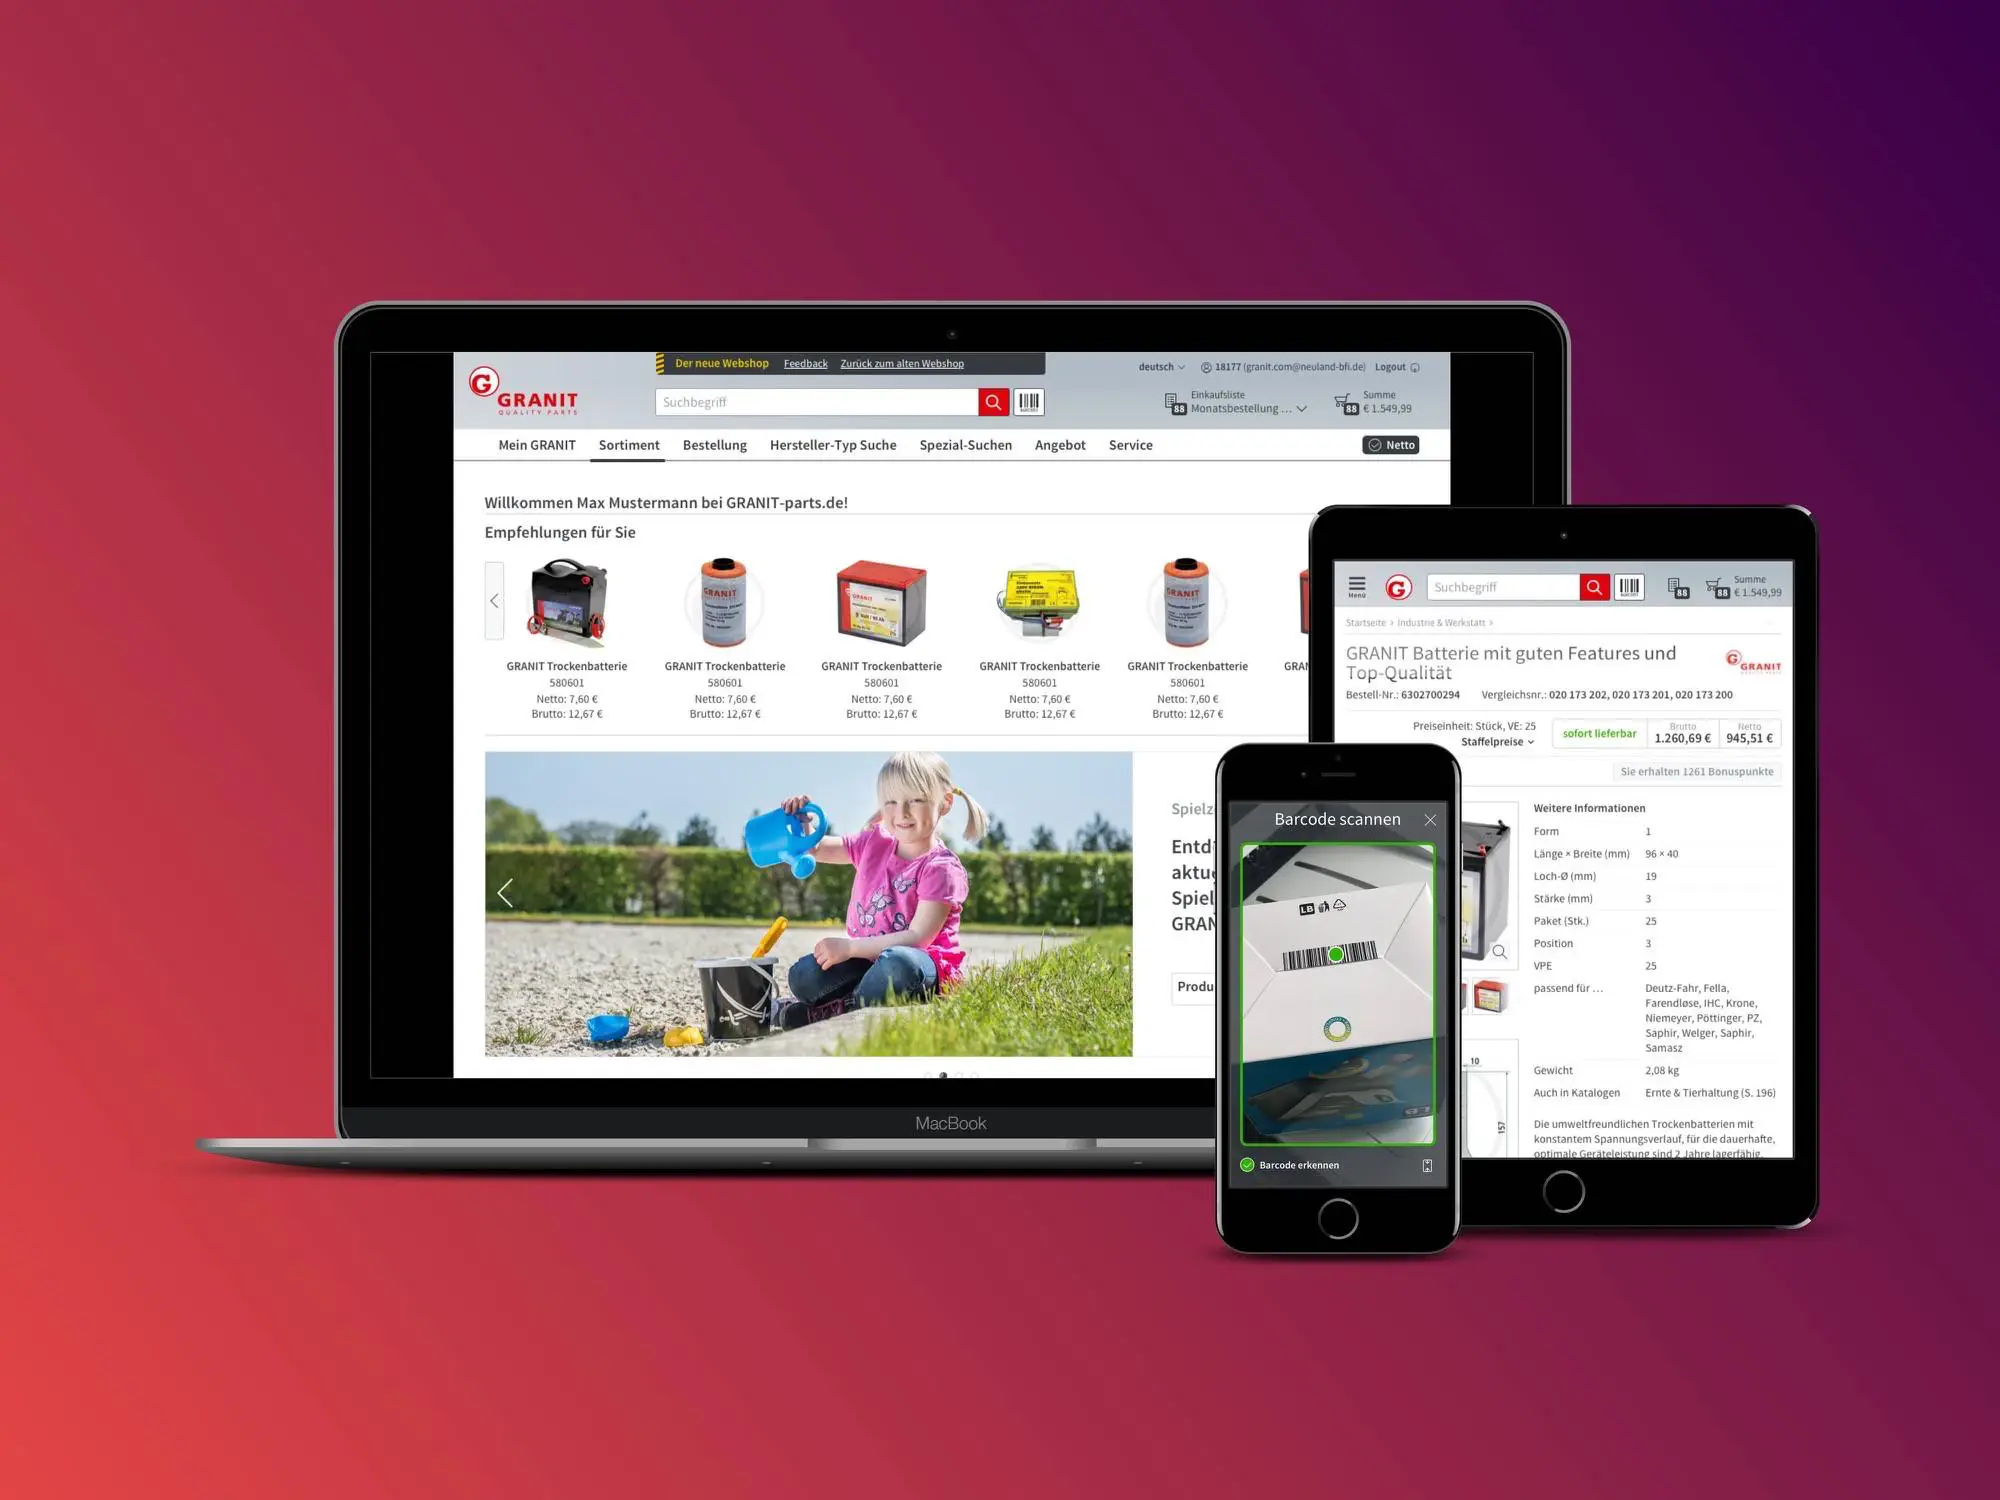 Der neue Webshop Feedback Zurück zum alten Webshop
deutsch 18177 (granit.com@neuland-bfi.de) Logout
GRANIT
QUALITY PARTS
Suchbegriff
88 Einkaufsliste
Monatsbestellung ...
88 Summe
€ 1.549,99
Mein GRANIT Sortiment Bestellung Hersteller-Typ Suche Spezial-Suchen Angebot Service Netto
Willkommen Max Mustermann bei GRANIT-parts.de!
Empfehlungen für Sie
GRANIT Trockenbatterie
580601
Netto: 7,60 €
Brutto: 12,67 €
GRANIT Trockenbatterie
580601
Netto: 7,60 €
Brutto: 12,67 €
GRANIT Trockenbatterie
580601
Netto: 7,60 €
Brutto: 12,67 €
GRANIT Trockenbatterie
580601
Netto: 7,60 €
Brutto: 12,67 €
GRANIT Trockenbatterie
580601
Netto: 7,60 €
Brutto: 12,67 €
GRAN
Spielz
Entd
aktu
Spiel
GRAN
Produ
MacBook
Menü
G
Suchbegriff
88
88 Summe
€ 1.549,99
Startseite › Industrie & Werkstatt ›
GRANIT Batterie mit guten Features und
Top-Qualität
GRANIT
Bestell-Nr.: 6302700294 Vergleichsnr.: 020 173 202, 020 173 201, 020 173 200
Preiseinheit: Stück, VE: 25
Staffelpreise
sofort lieferbar
Brutto
1.260,69 €
Netto
945,51 €
Sie erhalten 1261 Bonuspunkte
Weitere Informationen
Form 1
Länge × Breite (mm) 96 × 40
Loch-Ø (mm) 19
Stärke (mm) 3
Paket (Stk.) 25
Position 3
VPE 25
passend für ... Deutz-Fahr, Fella,
Farendløse, IHC, Krone,
Niemeyer, Pöttinger, PZ,
Saphir, Welger, Saphir,
Samasz
Gewicht 2,08 kg
Auch in Katalogen Ernte & Tierhaltung (S. 196)
Die umweltfreundlichen Trockenbatterien mit
konstantem Spannungsverlauf, für die dauerhafte,
optimale Geräteleistung sind 2 Jahre lagerfähig.
10
157
Barcode scannen
LB
Barcode erkennen